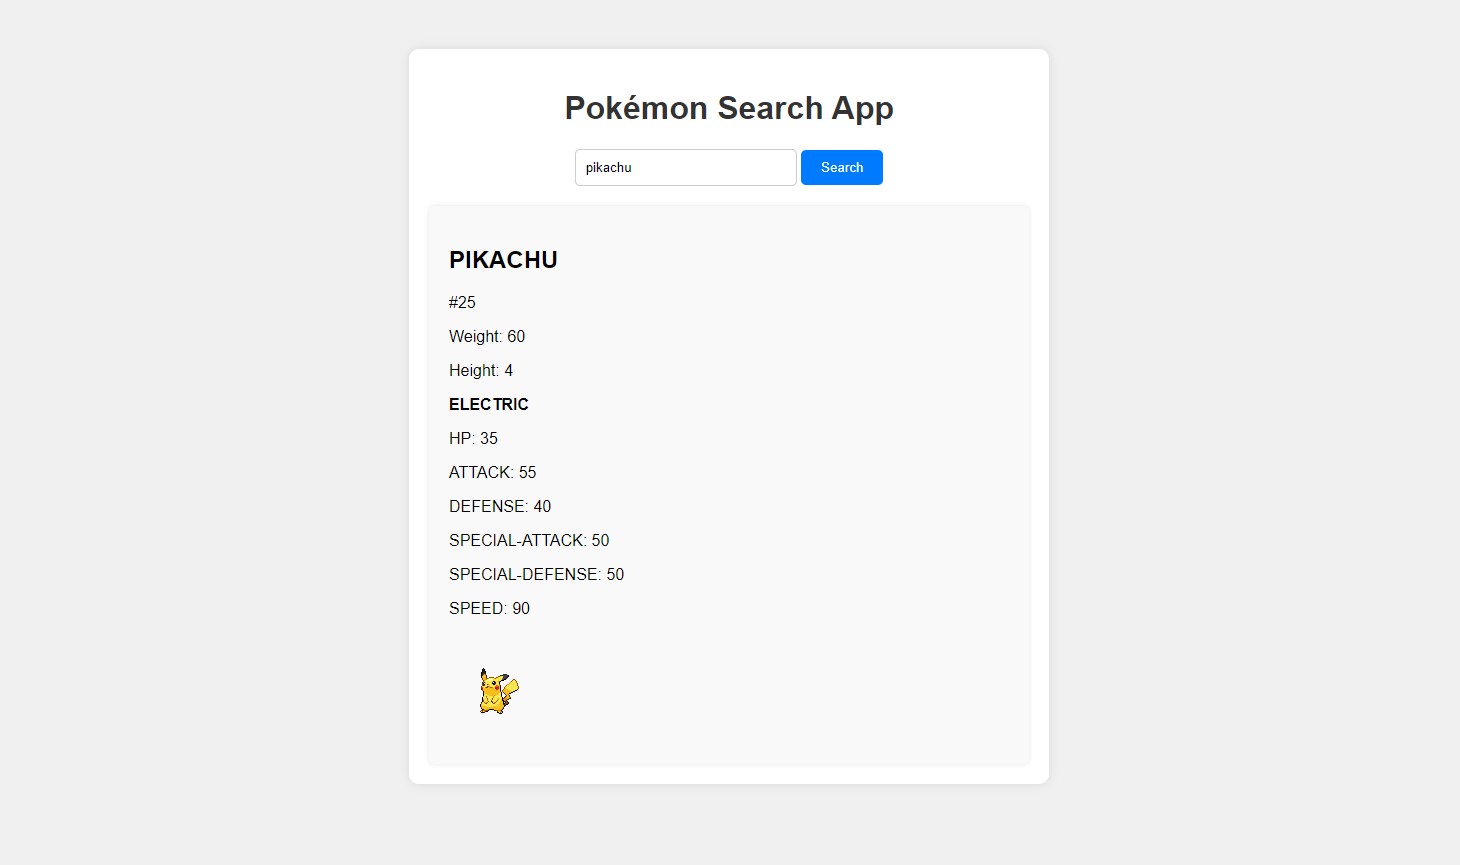 Pokémon Search App
pikachu
Search
PIKACHU
#25
Weight: 60
Height: 4
ELECTRIC
HP: 35
ATTACK: 55
DEFENSE: 40
SPECIAL-ATTACK: 50
SPECIAL-DEFENSE: 50
SPEED: 90